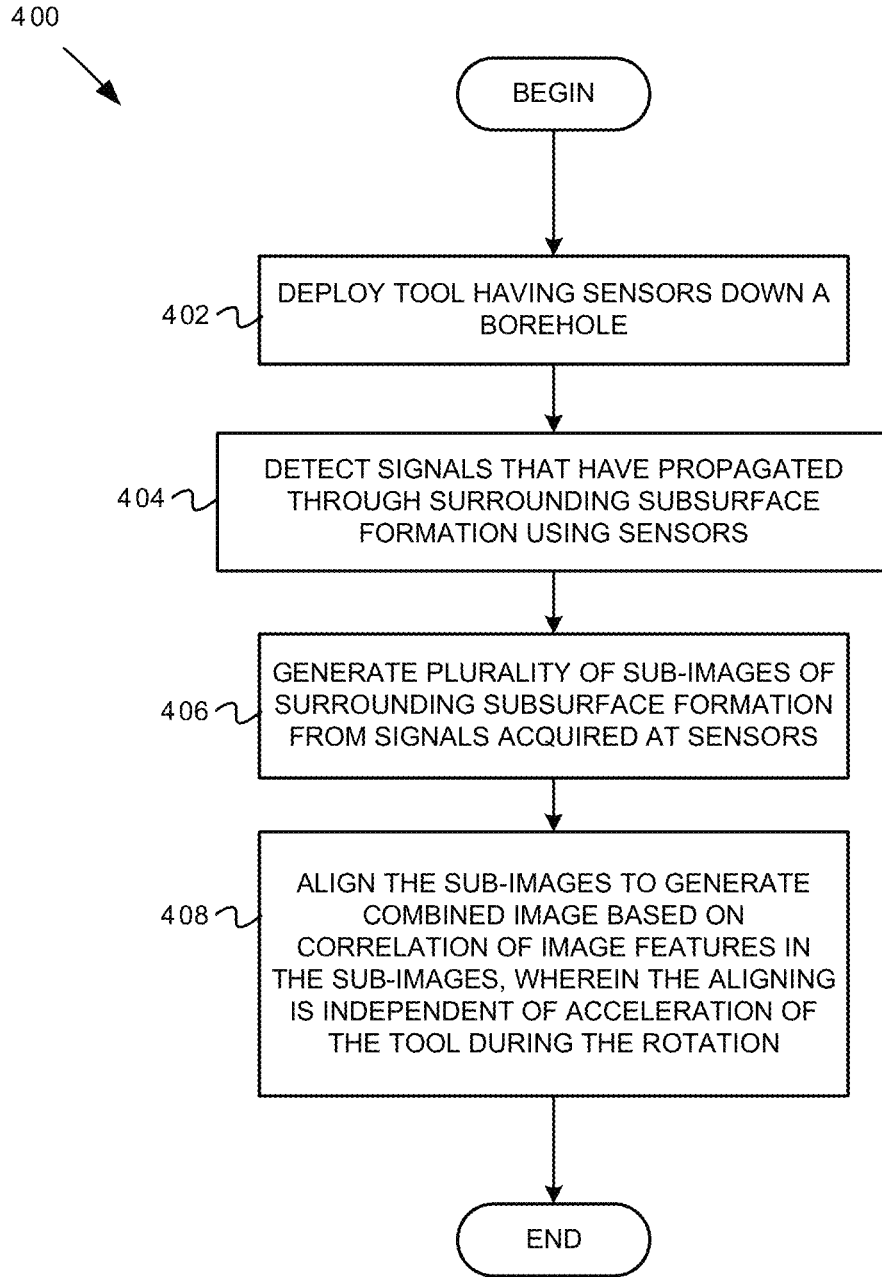 400
BEGIN
402
DEPLOY TOOL HAVING SENSORS DOWN A
BOREHOLE
404
DETECT SIGNALS THAT HAVE PROPAGATED
THROUGH SURROUNDING SUBSURFACE
FORMATION USING SENSORS
406
GENERATE PLURALITY OF SUB-IMAGES OF
SURROUNDING SUBSURFACE FORMATION
FROM SIGNALS ACQUIRED AT SENSORS
408
ALIGN THE SUB-IMAGES TO GENERATE
COMBINED IMAGE BASED ON
CORRELATION OF IMAGE FEATURES IN
THE SUB-IMAGES, WHEREIN THE ALIGNING
IS INDEPENDENT OF ACCELERATION OF
THE TOOL DURING THE ROTATION
END